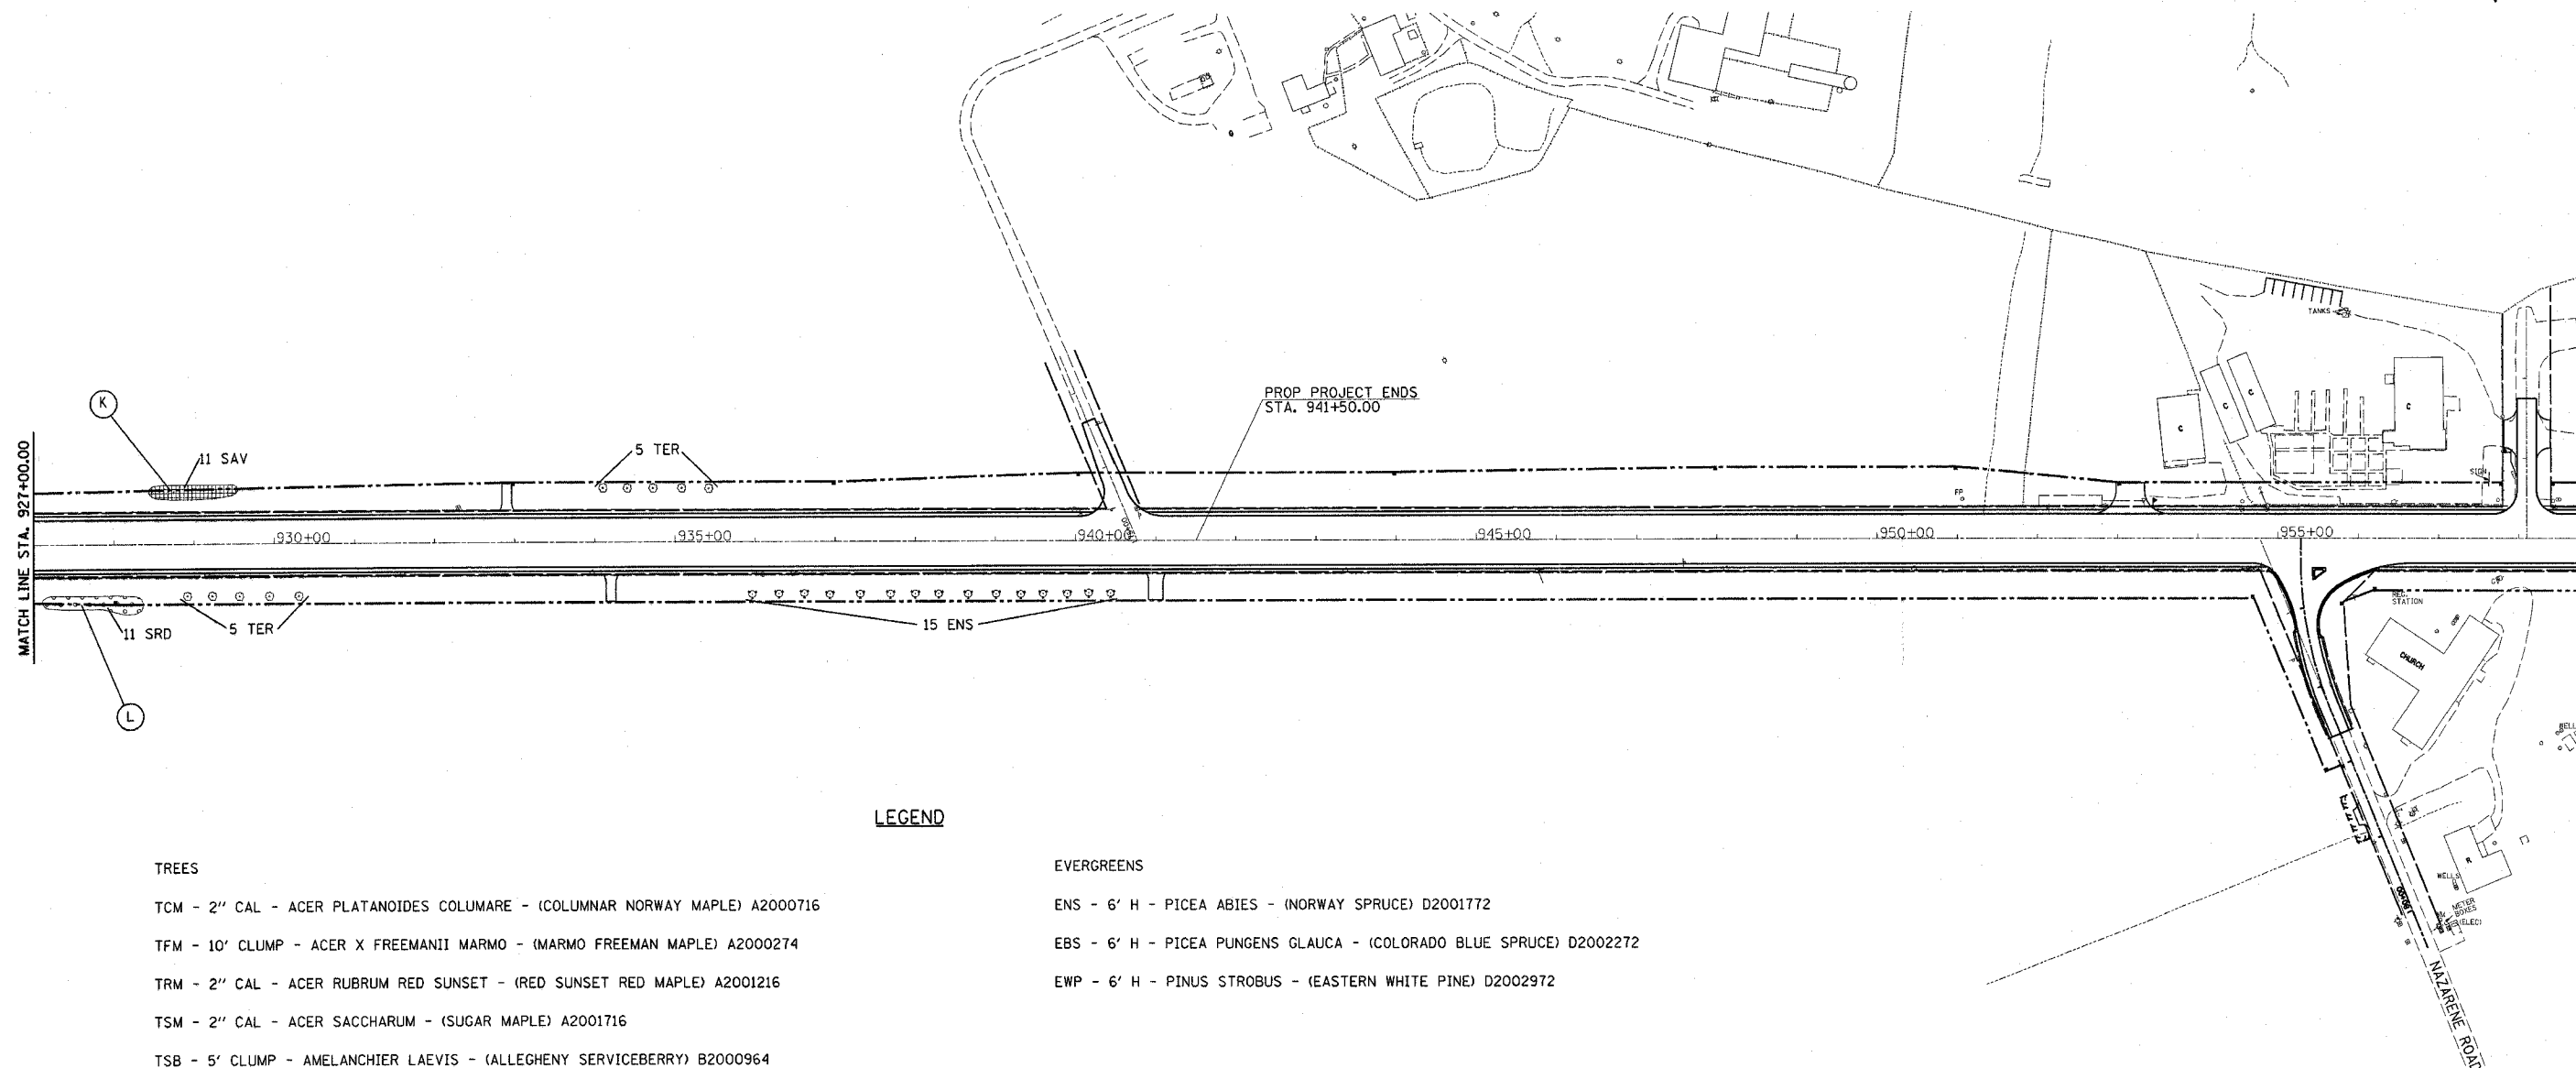 PROP PROJECT ENDS
STA. 941+50.00
MATCH LINE STA. 927+00.00
K
11 SAV
5 TER
TANKS
C
C
C
C
SIGN
FP
930+00
935+00
940+00
945+00
950+00
955+00
11 SRD
5 TER
15 ENS
L
STATION
CHURCH
WELLS
R
METER
BOXES
(ELEC)
NAZARENE ROAD
LEGEND
TREES
TCM - 2" CAL - ACER PLATANOIDES COLUMARE - (COLUMNAR NORWAY MAPLE) A2000716
TFM - 10' CLUMP - ACER X FREEMANII MARMO - (MARMO FREEMAN MAPLE) A2000274
TRM - 2" CAL - ACER RUBRUM RED SUNSET - (RED SUNSET RED MAPLE) A2001216
TSM - 2" CAL - ACER SACCHARUM - (SUGAR MAPLE) A2001716
TSB - 5' CLUMP - AMELANCHIER LAEVIS - (ALLEGHENY SERVICEBERRY) B2000964
EVERGREENS
ENS - 6' H - PICEA ABIES - (NORWAY SPRUCE) D2001772
EBS - 6' H - PICEA PUNGENS GLAUCA - (COLORADO BLUE SPRUCE) D2002272
EWP - 6' H - PINUS STROBUS - (EASTERN WHITE PINE) D2002972